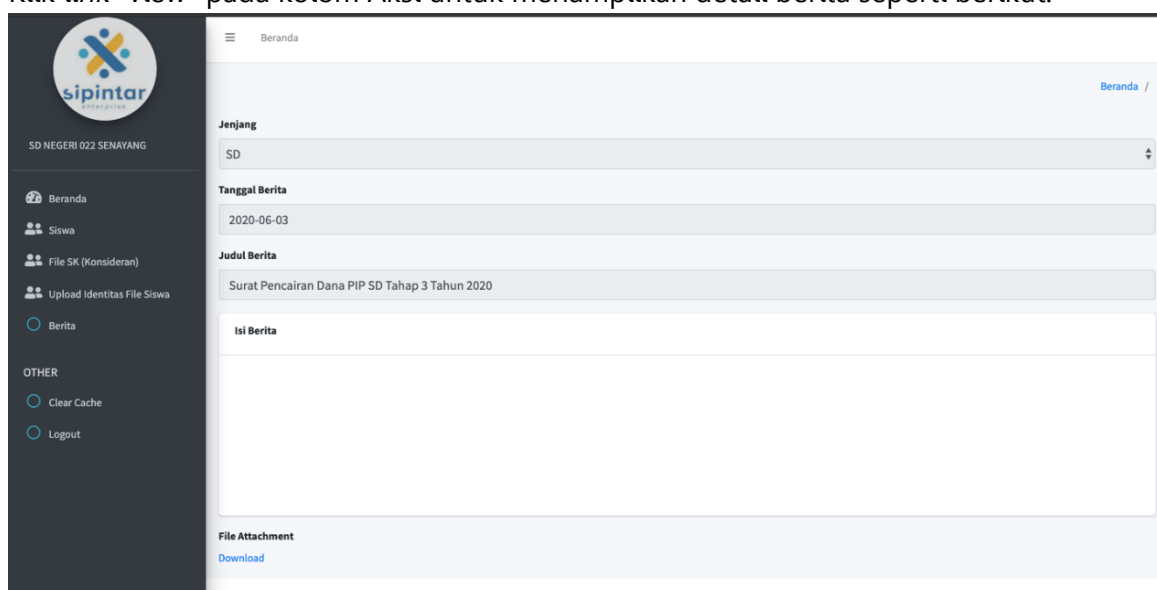 Klik link "View" pada kolom Aksi untuk menampilkan detail berita seperti berikut.
sipintar
enterprise
SD NEGERI 022 SENAYANG
Beranda
Siswa
File SK (Konsideran)
Upload Identitas File Siswa
Berita
OTHER
Clear Cache
Logout
Beranda
Beranda /
Jenjang
SD
Tanggal Berita
2020-06-03
Judul Berita
Surat Pencairan Dana PIP SD Tahap 3 Tahun 2020
Isi Berita
File Attachment
Download